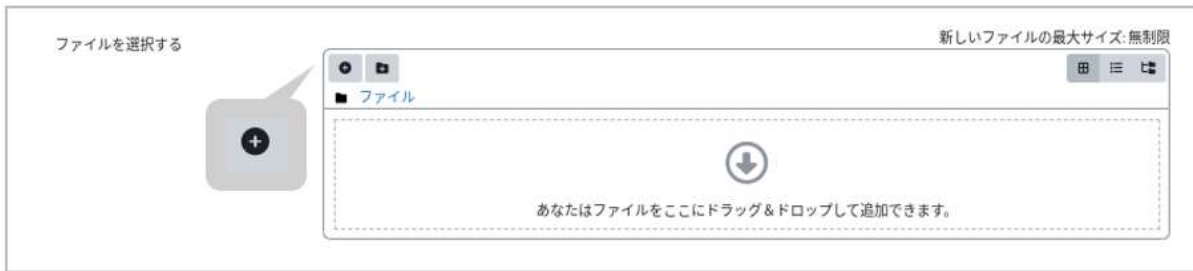 ファイルを選択する
新しいファイルの最大サイズ: 無制限
ファイル
あなたはファイルをここにドラッグ&ドロップして追加できます。